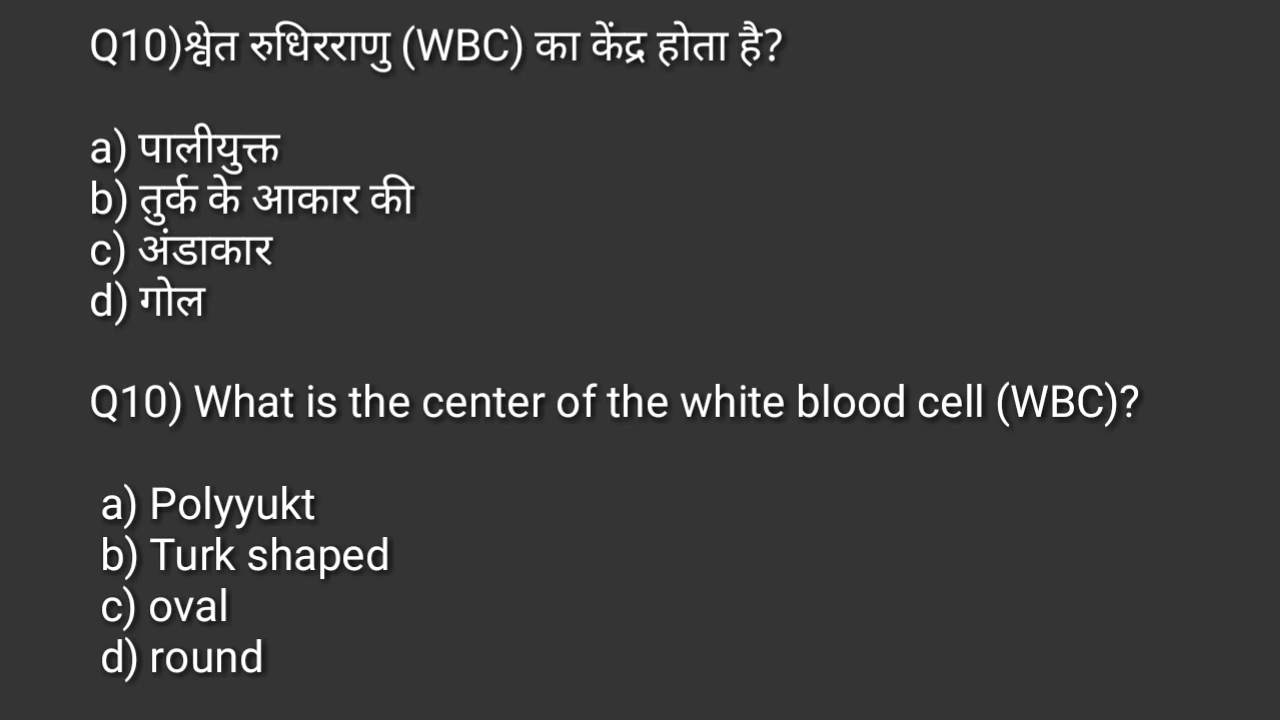 Q10)श्वेत रुधिरराणु (WBC) का केंद्र होता है?
a) पालीयुक्त
b) तुर्क के आकार की
c) अंडाकार
d) गोल
Q10) What is the center of the white blood cell (WBC)?
a) Polyyukt
b) Turk shaped
c) oval
d) round